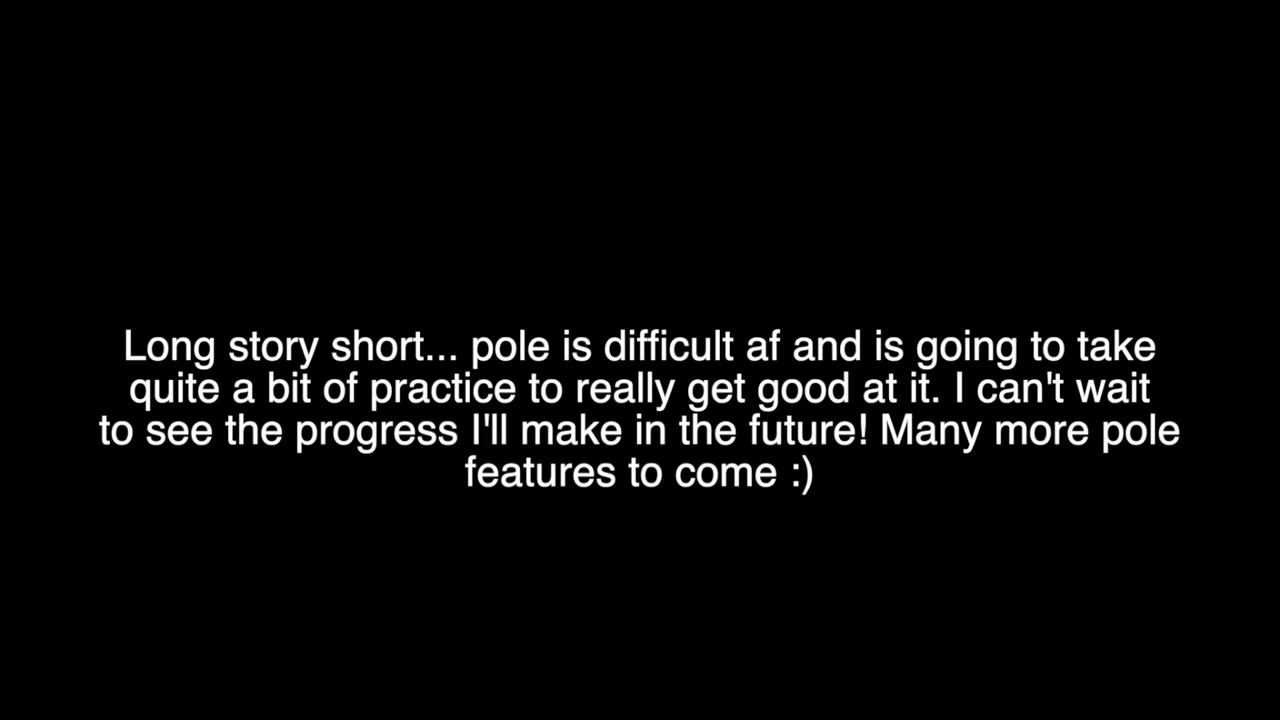 Long story short... pole is difficult af and is going to take
quite a bit of practice to really get good at it. I can't wait
to see the progress I'll make in the future! Many more pole
features to come :)